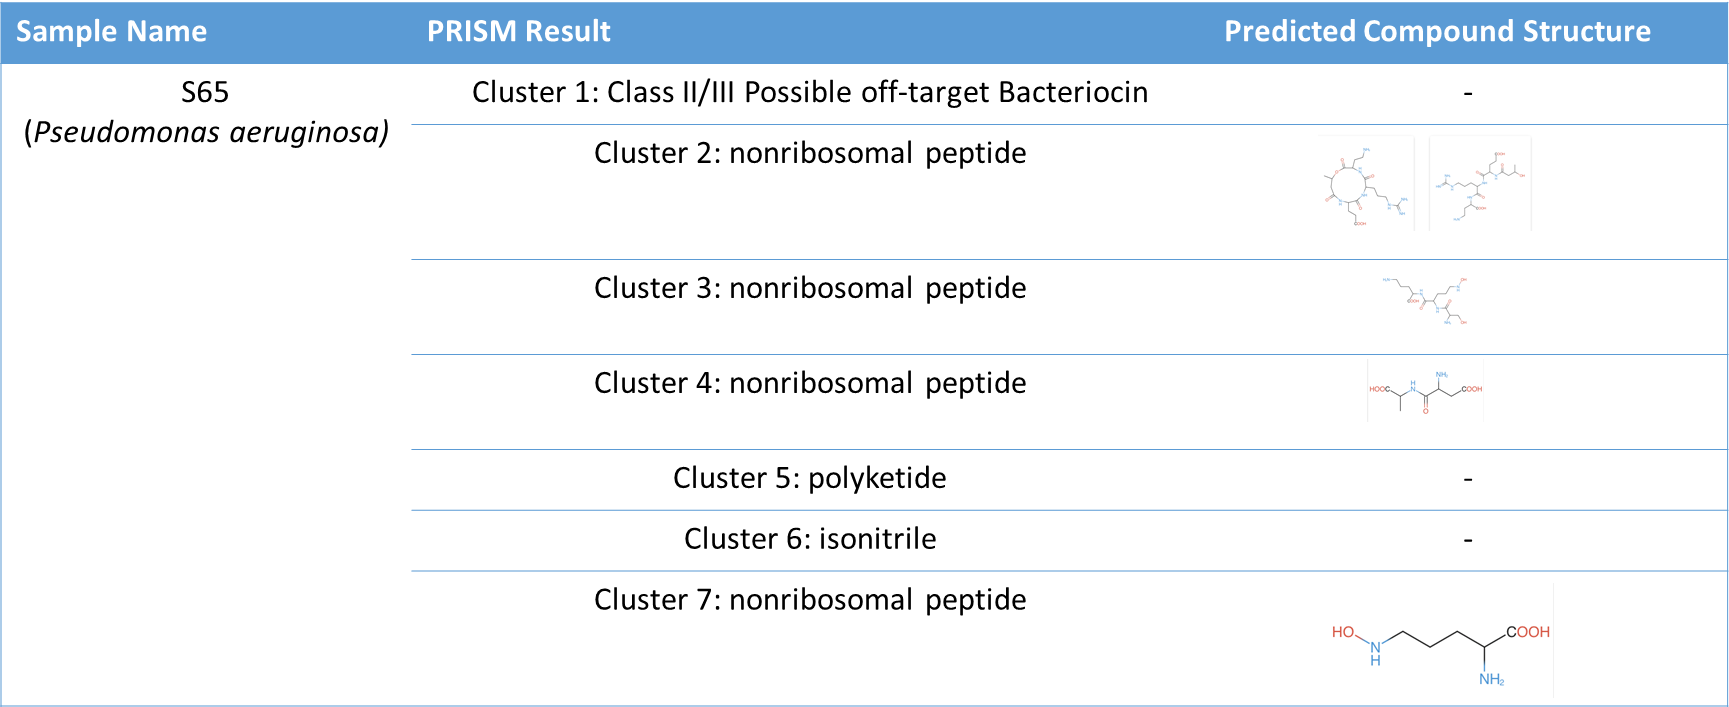 Sample Name PRISM Result Predicted Compound Structure
S65 Cluster 1: Class II/III Possible off-target Bacteriocin -
(Pseudomonas aeruginosa)
Cluster 2: nonribosomal peptide
Cluster 3: nonribosomal peptide
Cluster 4: nonribosomal peptide
NH₂
HOOC H N COOH
O
Cluster 5: polyketide -
Cluster 6: isonitrile -
Cluster 7: nonribosomal peptide
HO COOH
N
H
NH₂